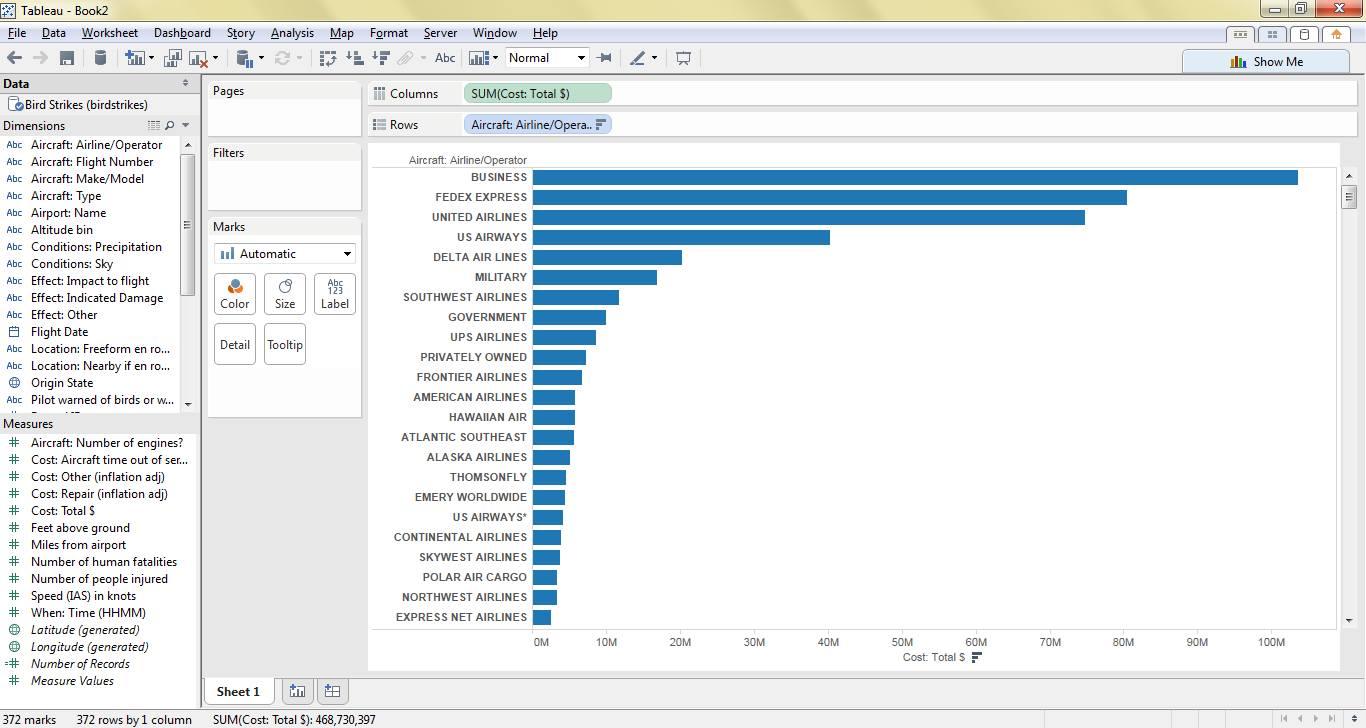 Tableau - Book2
File Data Worksheet Dashboard Story Analysis Map Format Server Window Help
Abc Normal Show Me
Data
Bird Strikes (birdstrikes)
Dimensions
Abc Aircraft: Airline/Operator
Abc Aircraft: Flight Number
Abc Aircraft: Make/Model
Abc Aircraft: Type
Abc Airport: Name
Abc Altitude bin
Abc Conditions: Precipitation
Abc Conditions: Sky
Abc Effect: Impact to flight
Abc Effect: Indicated Damage
Abc Effect: Other
Flight Date
Abc Location: Freeform en ro...
Abc Location: Nearby if en ro...
Origin State
Abc Pilot warned of birds or w...
Measures
Aircraft: Number of engines?
Cost: Aircraft time out of ser...
Cost: Other (inflation adj)
Cost: Repair (inflation adj)
Cost: Total $
Feet above ground
Miles from airport
Number of human fatalities
Number of people injured
Speed (IAS) in knots
When: Time (HHMM)
Latitude (generated)
Longitude (generated)
Number of Records
Measure Values
Pages
Filters
Marks
Automatic
Color Size Abc 123 Label
Detail Tooltip
Columns SUM(Cost: Total $)
Rows Aircraft: Airline/Opera..
Aircraft: Airline/Operator
BUSINESS
FEDEX EXPRESS
UNITED AIRLINES
US AIRWAYS
DELTA AIR LINES
MILITARY
SOUTHWEST AIRLINES
GOVERNMENT
UPS AIRLINES
PRIVATELY OWNED
FRONTIER AIRLINES
AMERICAN AIRLINES
HAWAIIAN AIR
ATLANTIC SOUTHEAST
ALASKA AIRLINES
THOMSONFLY
EMERY WORLDWIDE
US AIRWAYS*
CONTINENTAL AIRLINES
SKYWEST AIRLINES
POLAR AIR CARGO
NORTHWEST AIRLINES
EXPRESS NET AIRLINES
0M 10M 20M 30M 40M 50M 60M 70M 80M 90M 100M
Cost: Total $
Sheet 1
372 marks 372 rows by 1 column SUM(Cost: Total $): 468,730,397